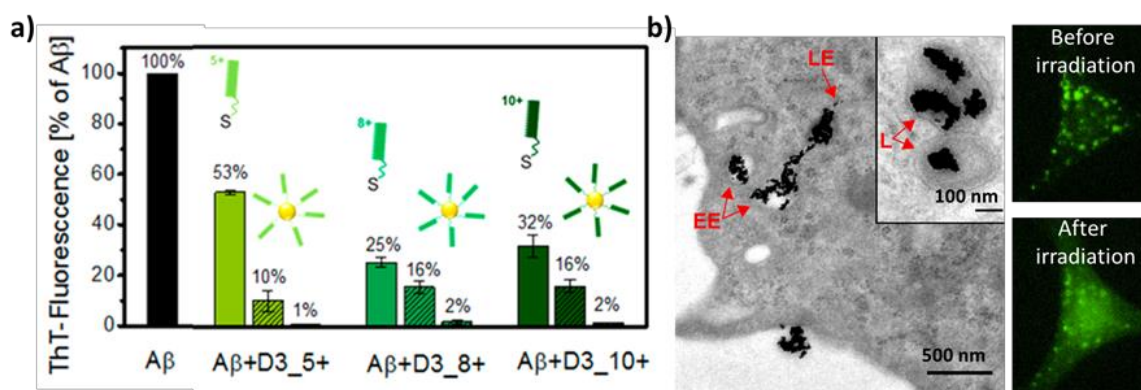 a)
ThT-Fluorescence [% of Aβ]
100
80
60
40
20
0
100%
5+
S
53%
10%
1%
8+
S
25%
16%
2%
10+
S
32%
16%
2%
Aβ
Aβ+D3_5+
Aβ+D3_8+
Aβ+D3_10+
b)
LE
EE
500 nm
L
100 nm
Before
irradiation
After
irradiation